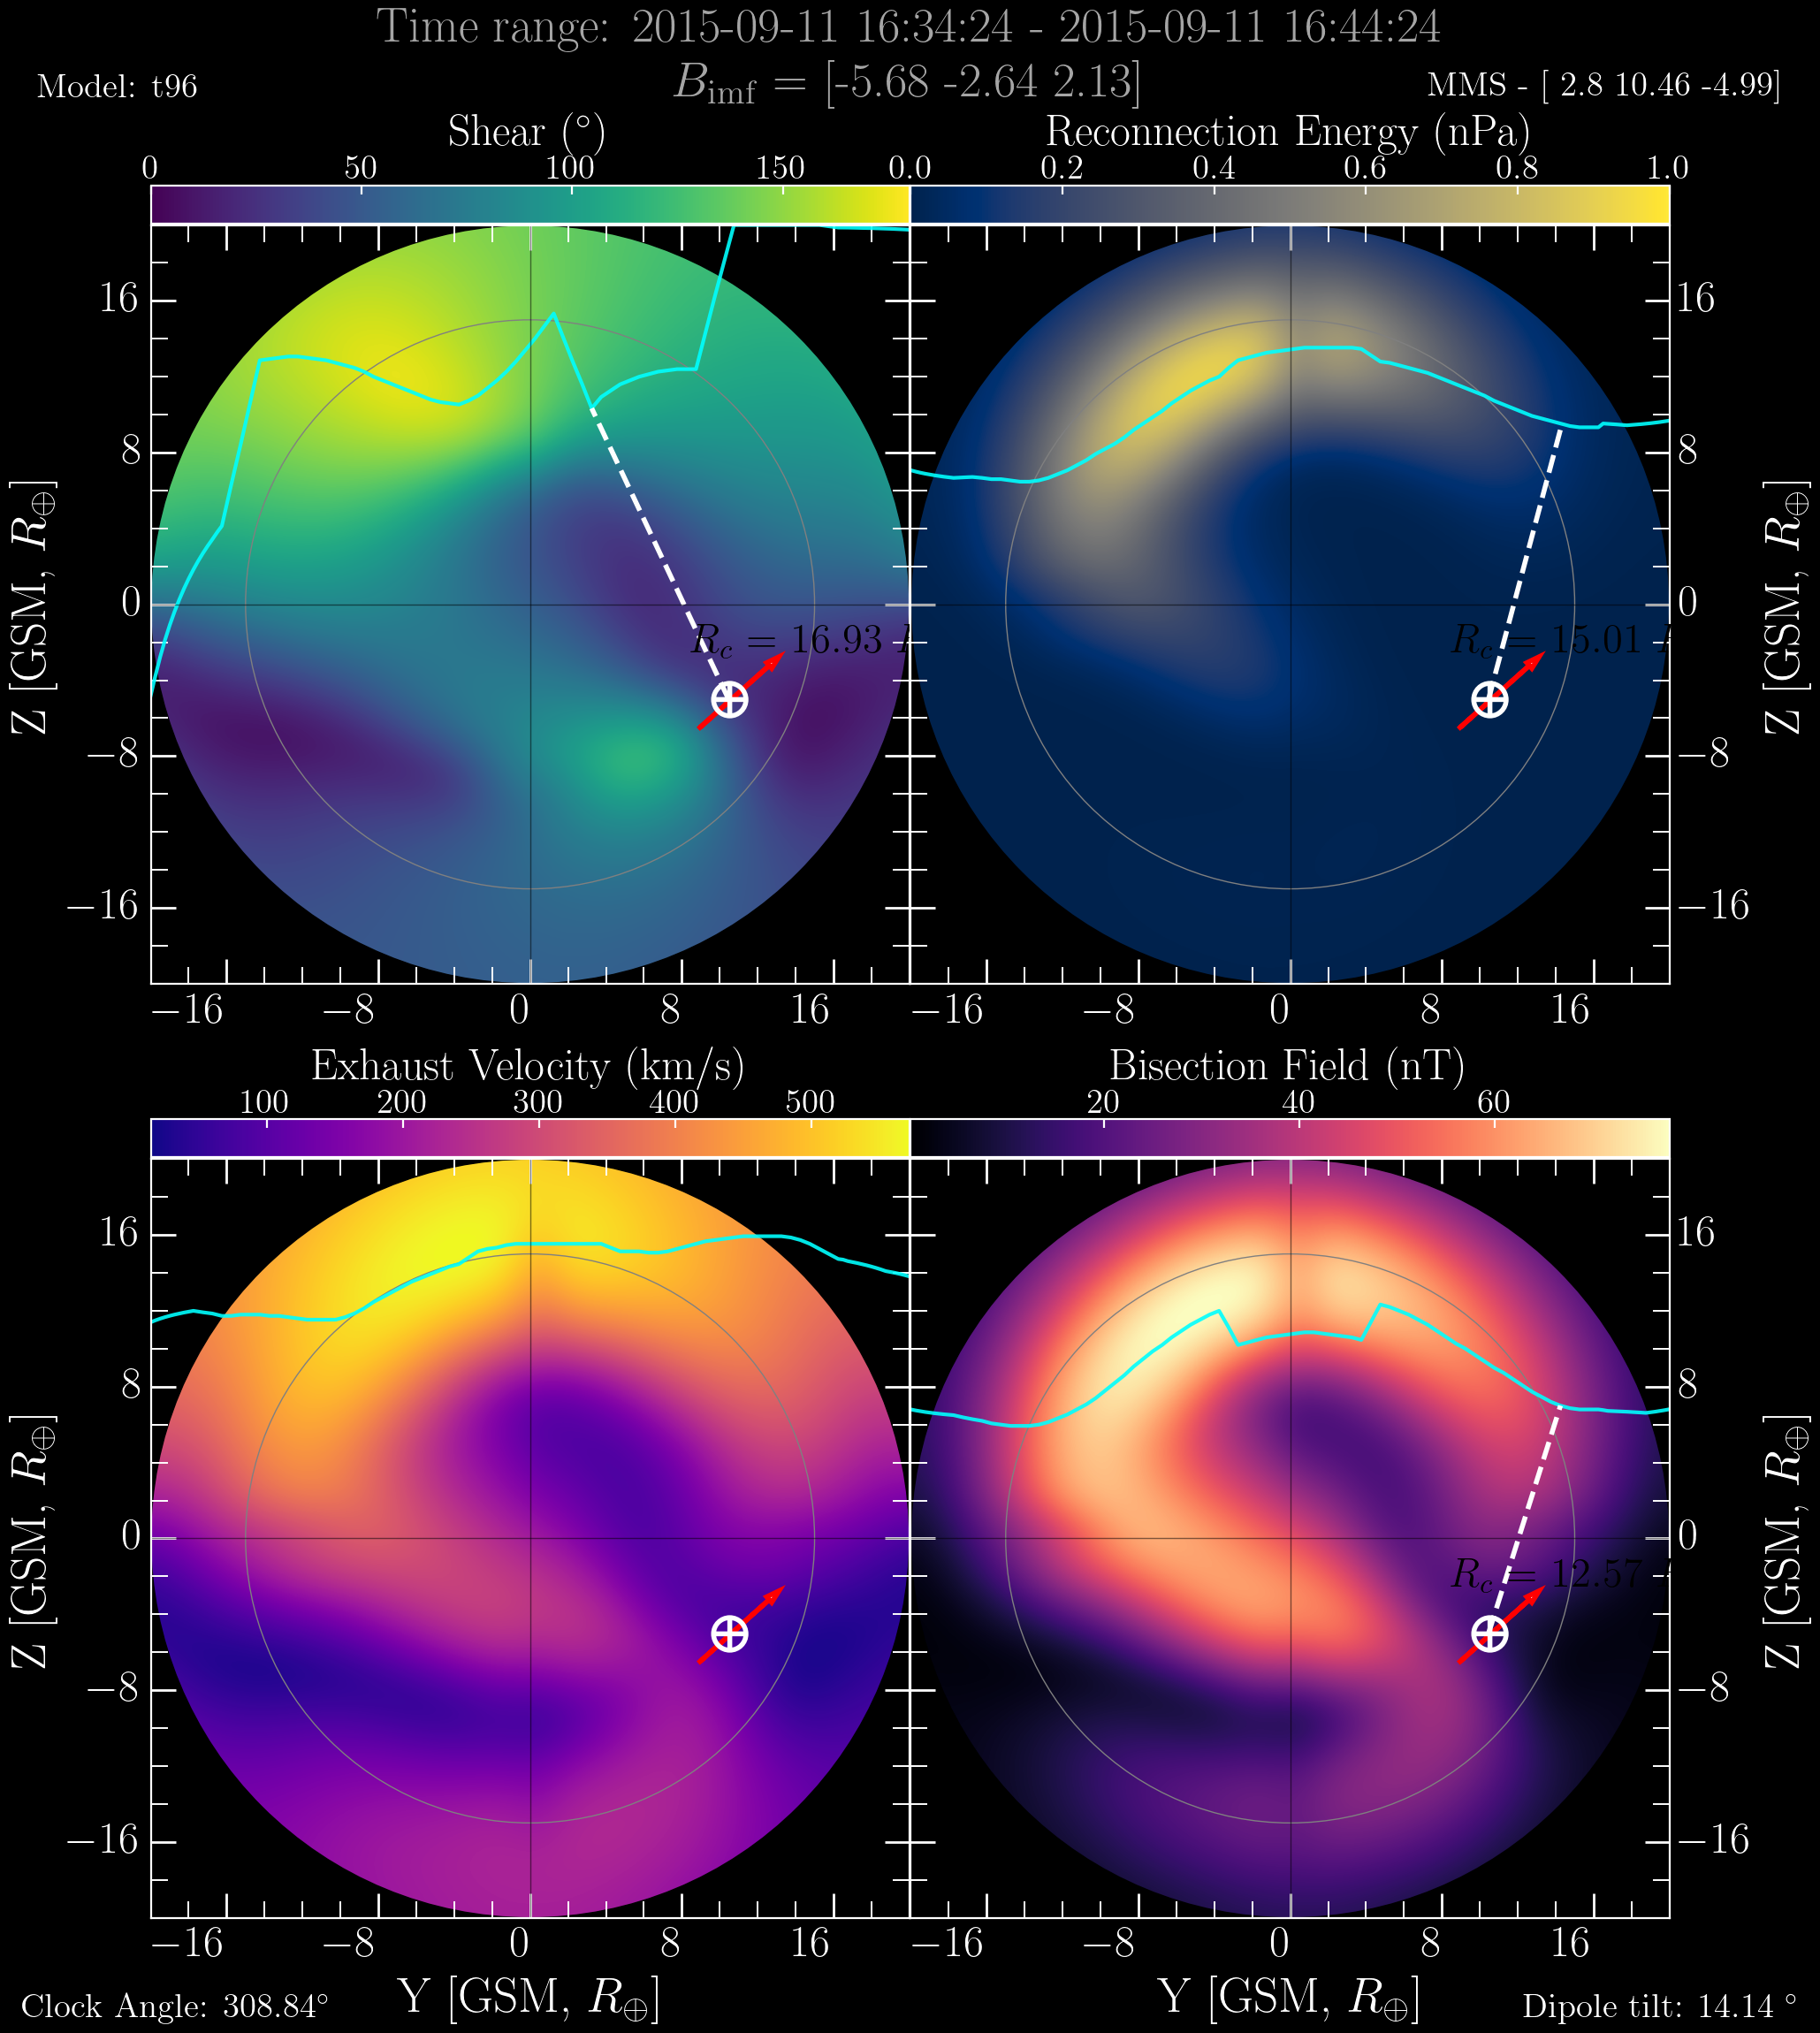 Time range: 2015-09-11 16:34:24 - 2015-09-11 16:44:24
Model: t96
B_imf = [-5.68 -2.64 2.13]
MMS - [ 2.8 10.46 -4.99]
Shear (°)
Reconnection Energy (nPa)
0 50 100 150
0.0 0.2 0.4 0.6 0.8 1.0
16
8
0
−8
−16
Z [GSM, R⊕]
R_c = 16.93
R_c = 15.01
16
8
0
−8
−16
Z [GSM, R⊕]
−16 −8 0 8 16
−16 −8 0 8 16
Exhaust Velocity (km/s)
Bisection Field (nT)
100 200 300 400 500
20 40 60
16
8
0
−8
−16
Z [GSM, R⊕]
R_c = 12.57
16
8
0
−8
−16
Z [GSM, R⊕]
−16 −8 0 8 16
−16 −8 0 8 16
Y [GSM, R⊕]
Y [GSM, R⊕]
Clock Angle: 308.84°
Dipole tilt: 14.14 °